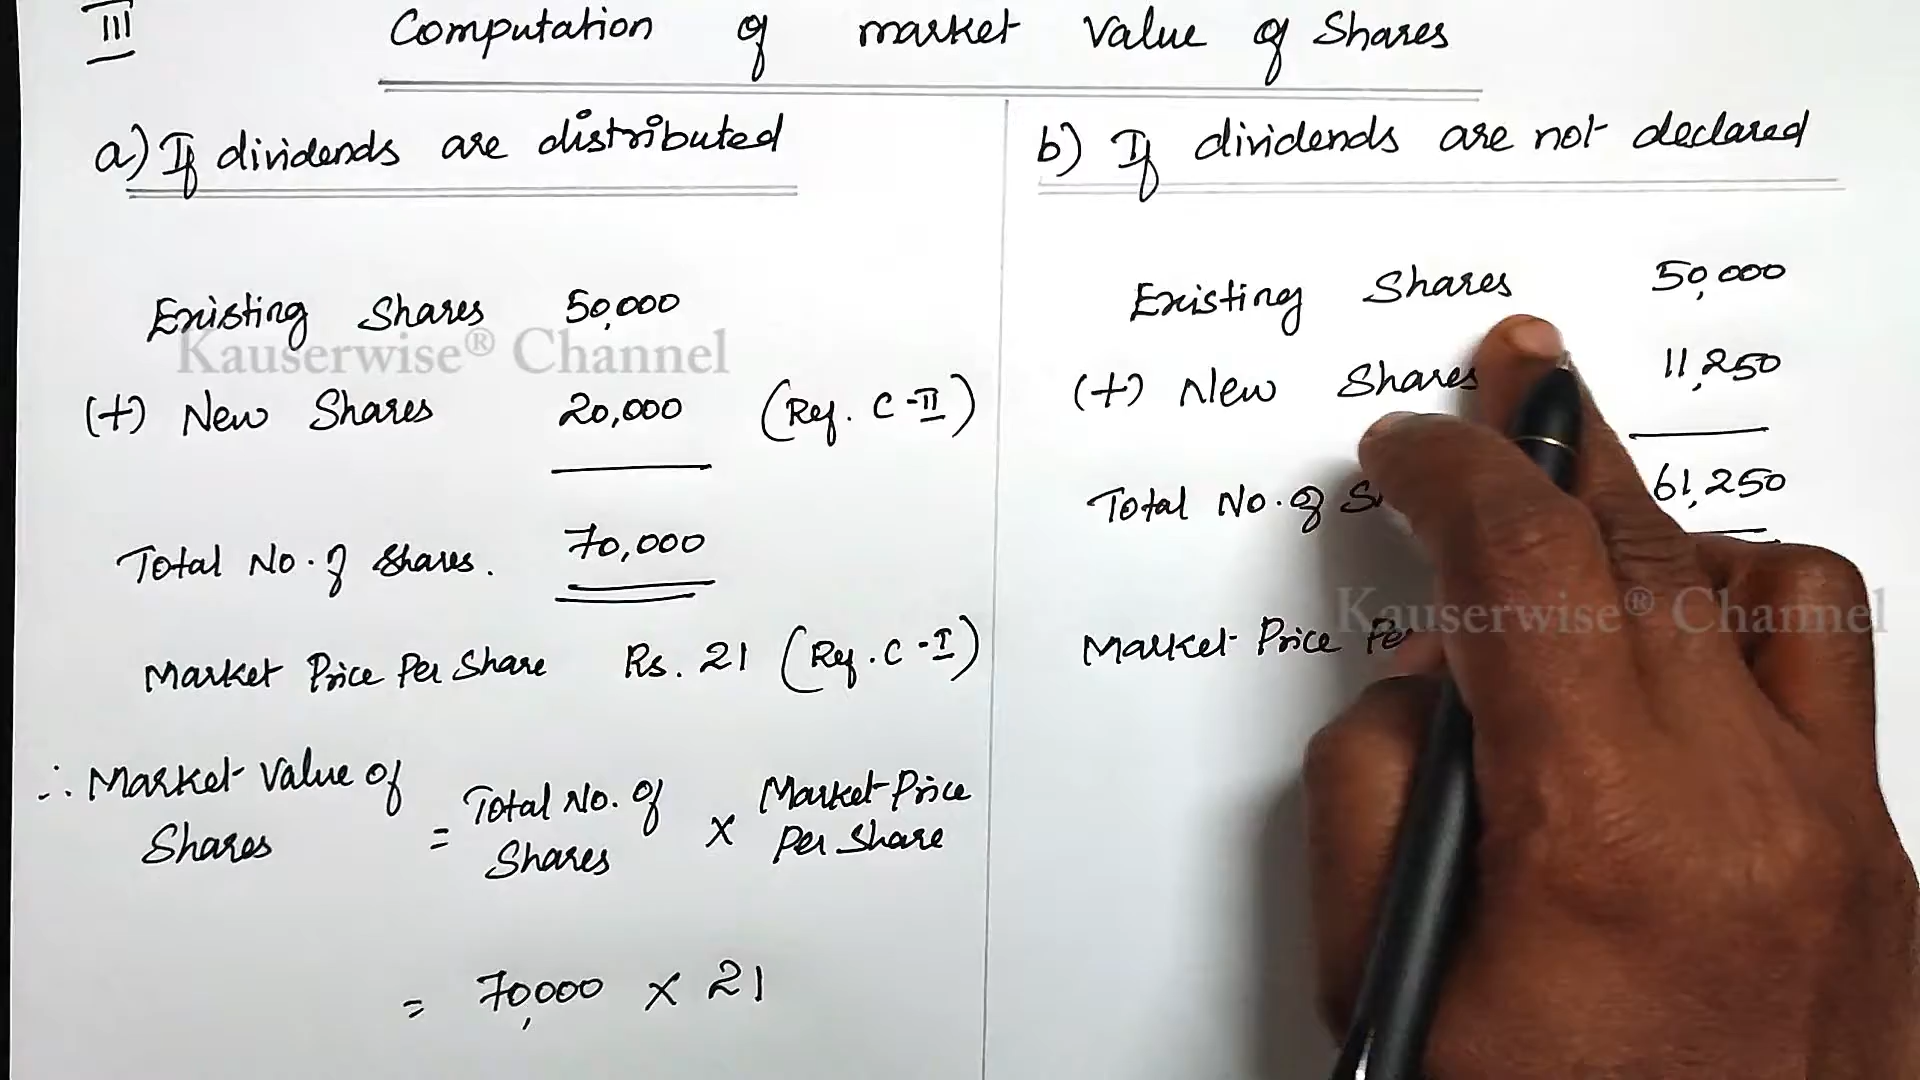 III
Computation of market value of Shares
a) If dividends are distributed
Existing Shares 50,000
(+) New Shares 20,000 (Ref. C-II)
Total No. of Shares. 70,000
Market Price Per Share Rs. 21 (Ref. C-I)
∴ Market Value of Shares = Total No. of Shares × Market Price Per Share
= 70,000 × 21
b) If dividends are not declared
Existing Shares 50,000
(+) New Shares 11,250
Total No. of 61,250
Market Price
Kauserwise® Channel
Kauserwise® Channel